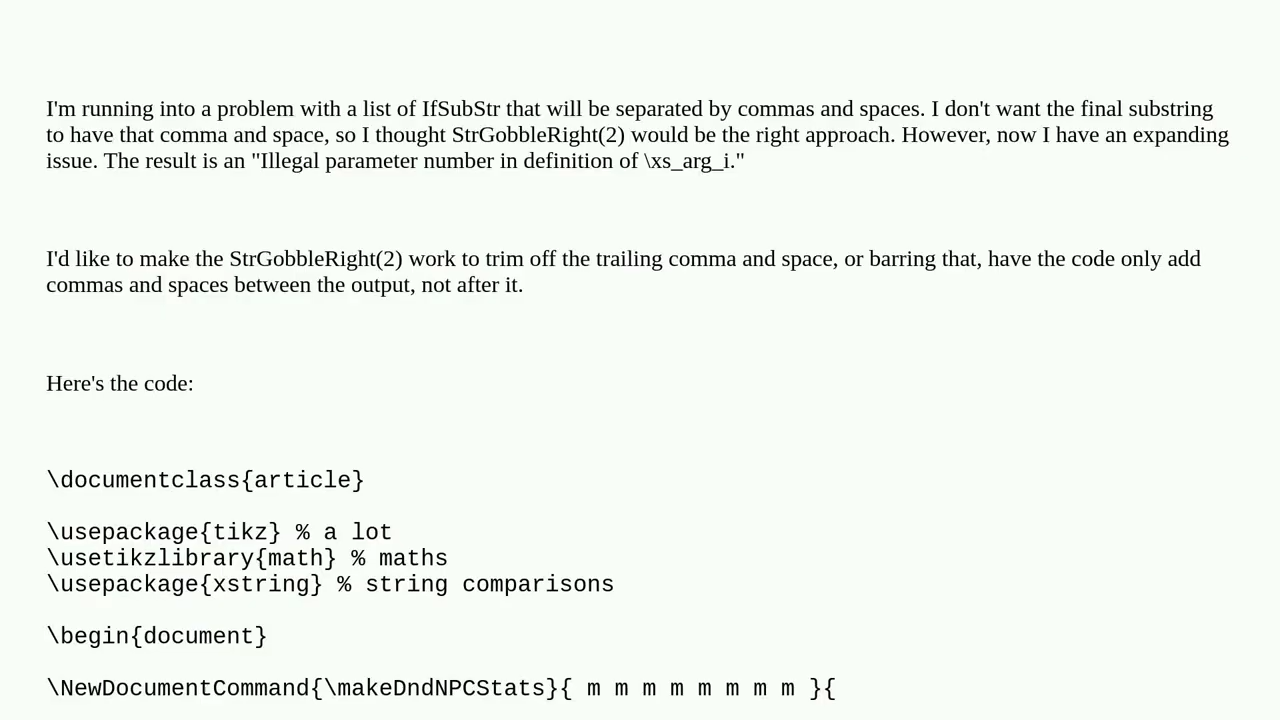 I'm running into a problem with a list of IfSubStr that will be separated by commas and spaces. I don't want the final substring
to have that comma and space, so I thought StrGobbleRight(2) would be the right approach. However, now I have an expanding
issue. The result is an "Illegal parameter number in definition of \xs_arg_i."
I'd like to make the StrGobbleRight(2) work to trim off the trailing comma and space, or barring that, have the code only add
commas and spaces between the output, not after it.
Here's the code:
\documentclass{article}
\usepackage{tikz} % a lot
\usetikzlibrary{math} % maths
\usepackage{xstring} % string comparisons
\begin{document}
\NewDocumentCommand{\makeDndNPCStats}{ m m m m m m m m }{